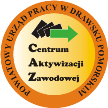 POWIATOWY URZĄD PRACY W DRAWSKU POMORSKIM
Centrum
Aktywizacji
Zawodowej